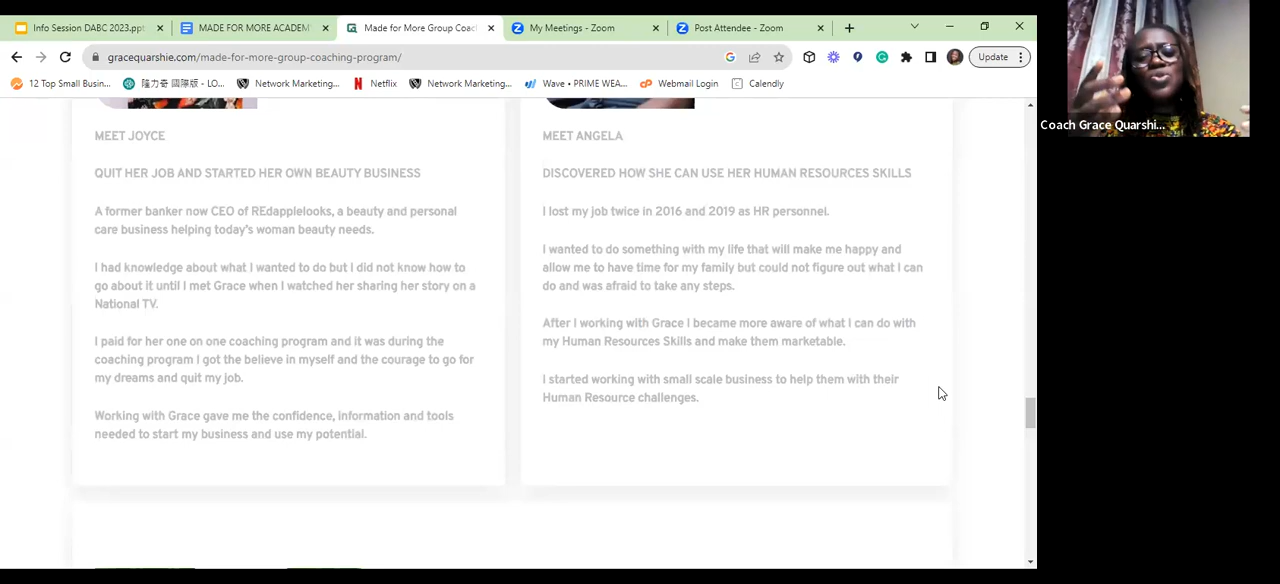 Info Session DABC 2023.ppt
MADE FOR MORE ACADEM
Made for More Group Coac
My Meetings - Zoom
Post Attendee - Zoom
gracequarshie.com/made-for-more-group-coaching-program/
Update
12 Top Small Busin...
隆力奇 國際版 - LO...
Network Marketing...
Netflix
Network Marketing...
Wave • PRIME WEA...
Webmail Login
Calendly
Coach Grace Quarshi...
MEET JOYCE
QUIT HER JOB AND STARTED HER OWN BEAUTY BUSINESS
A former banker now CEO of REdapplelooks, a beauty and personal
care business helping today's woman beauty needs.
I had knowledge about what I wanted to do but I did not know how to
go about it until I met Grace when I watched her sharing her story on a
National TV.
I paid for her one on one coaching program and it was during the
coaching program I got the believe in myself and the courage to go for
my dreams and quit my job.
Working with Grace gave me the confidence, information and tools
needed to start my business and use my potential.
MEET ANGELA
DISCOVERED HOW SHE CAN USE HER HUMAN RESOURCES SKILLS
I lost my job twice in 2016 and 2019 as HR personnel.
I wanted to do something with my life that will make me happy and
allow me to have time for my family but could not figure out what I can
do and was afraid to take any steps.
After I working with Grace I became more aware of what I can do with
my Human Resources Skills and make them marketable.
I started working with small scale business to help them with their
Human Resource challenges.